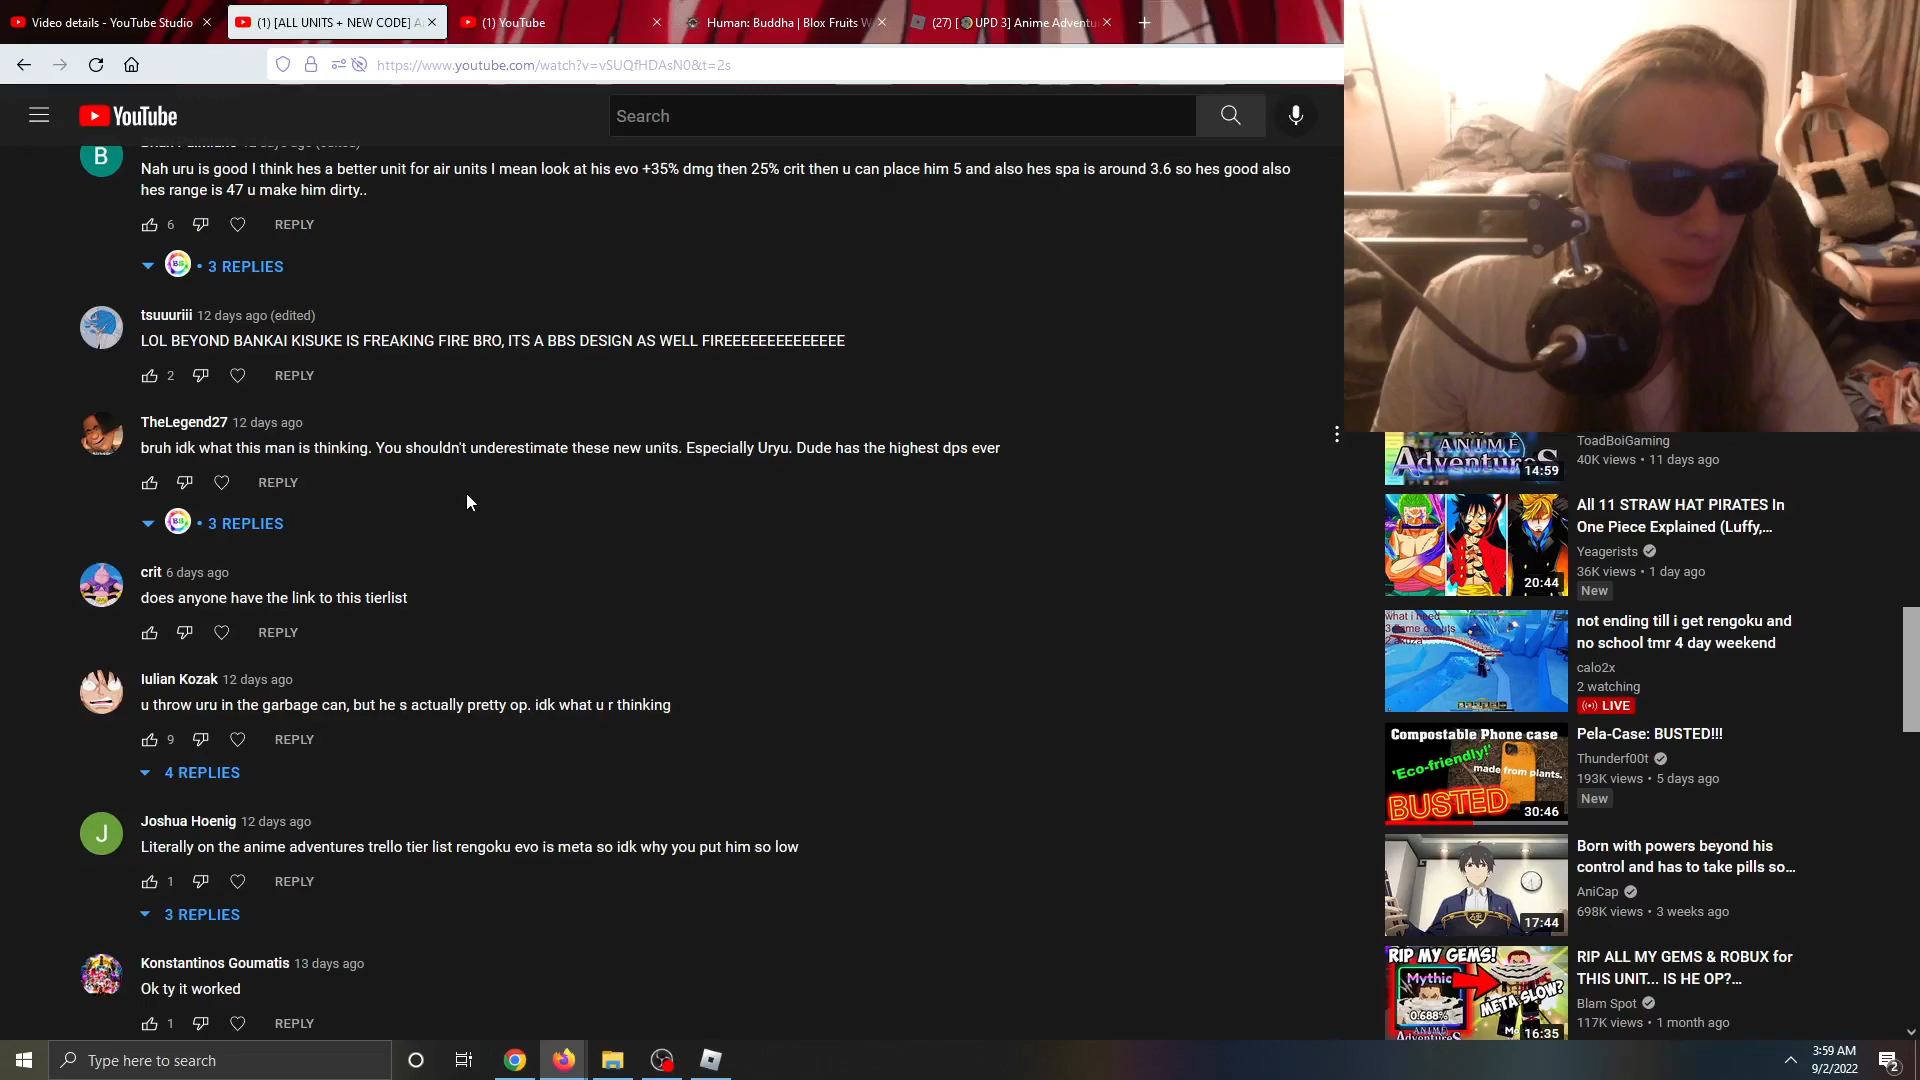 Video details - YouTube Studio
(1) [ALL UNITS + NEW CODE] A
(1) YouTube
Human: Buddha | Blox Fruits W
(27) [ UPD 3] Anime Adventu
https://www.youtube.com/watch?v=vSUQfHDAsN0&t=2s
YouTube
Search
B
Nah uru is good I think hes a better unit for air units I mean look at his evo +35% dmg then 25% crit then u can place him 5 and also hes spa is around 3.6 so hes good also
hes range is 47 u make him dirty..
6 REPLY
BS • 3 REPLIES
tsuuuriii 12 days ago (edited)
LOL BEYOND BANKAI KISUKE IS FREAKING FIRE BRO, ITS A BBS DESIGN AS WELL FIREEEEEEEEEEEEEE
2 REPLY
TheLegend27 12 days ago
bruh idk what this man is thinking. You shouldn't underestimate these new units. Especially Uryu. Dude has the highest dps ever
REPLY
BS • 3 REPLIES
crit 6 days ago
does anyone have the link to this tierlist
REPLY
Iulian Kozak 12 days ago
u throw uru in the garbage can, but he s actually pretty op. idk what u r thinking
9 REPLY
4 REPLIES
J
Joshua Hoenig 12 days ago
Literally on the anime adventures trello tier list rengoku evo is meta so idk why you put him so low
1 REPLY
3 REPLIES
Konstantinos Goumatis 13 days ago
Ok ty it worked
1 REPLY
ANIME
Adventures
14:59
ToadBoiGaming
40K views • 11 days ago
20:44
All 11 STRAW HAT PIRATES In
One Piece Explained (Luffy,...
Yeagerists
36K views • 1 day ago
New
what i need
not ending till i get rengoku and
no school tmr 4 day weekend
calo2x
2 watching
LIVE
Compostable Phone case
'Eco-friendly!'
made from plants.
BUSTED
30:46
Pela-Case: BUSTED!!!
Thunderf00t
193K views • 5 days ago
New
17:44
Born with powers beyond his
control and has to take pills so...
AniCap
698K views • 3 weeks ago
RIP MY GEMS!
Mythic
0.688%
META SLOW?
ANIME
16:35
RIP ALL MY GEMS & ROBUX for
THIS UNIT... IS HE OP?...
Blam Spot
117K views • 1 month ago
Type here to search
3:59 AM
9/2/2022
2